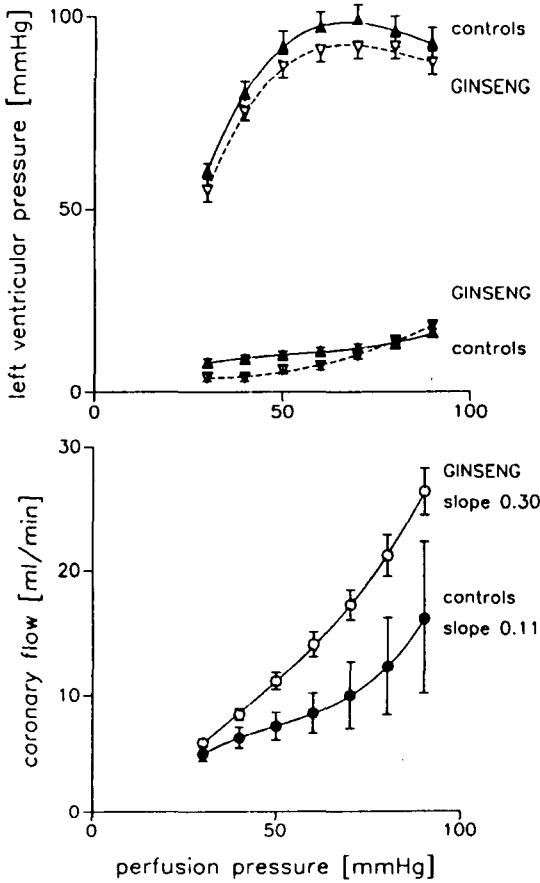 left ventricular pressure [mmHg]
100
50
0
controls
GINSENG
GINSENG
controls
0
50
100
coronary flow [ml/min]
30
20
10
0
GINSENG
slope 0.30
controls
slope 0.11
0
50
100
perfusion pressure [mmHg]